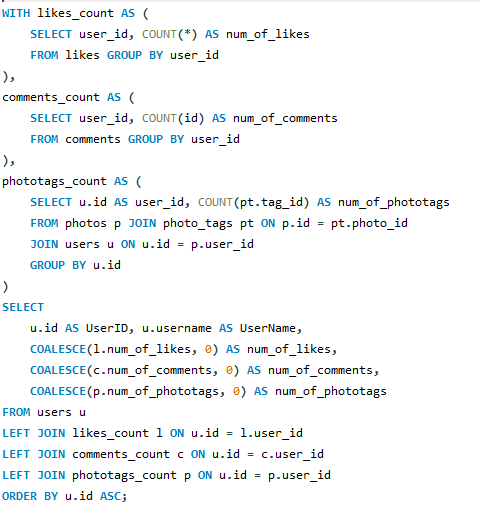 WITH likes_count AS (
    SELECT user_id, COUNT(*) AS num_of_likes
    FROM likes GROUP BY user_id
),
comments_count AS (
    SELECT user_id, COUNT(id) AS num_of_comments
    FROM comments GROUP BY user_id
),
phototags_count AS (
    SELECT u.id AS user_id, COUNT(pt.tag_id) AS num_of_phototags
    FROM photos p JOIN photo_tags pt ON p.id = pt.photo_id
    JOIN users u ON u.id = p.user_id
    GROUP BY u.id
)
SELECT
    u.id AS UserID, u.username AS UserName,
    COALESCE(l.num_of_likes, 0) AS num_of_likes,
    COALESCE(c.num_of_comments, 0) AS num_of_comments,
    COALESCE(p.num_of_phototags, 0) AS num_of_phototags
FROM users u
LEFT JOIN likes_count l ON u.id = l.user_id
LEFT JOIN comments_count c ON u.id = c.user_id
LEFT JOIN phototags_count p ON u.id = p.user_id
ORDER BY u.id ASC;